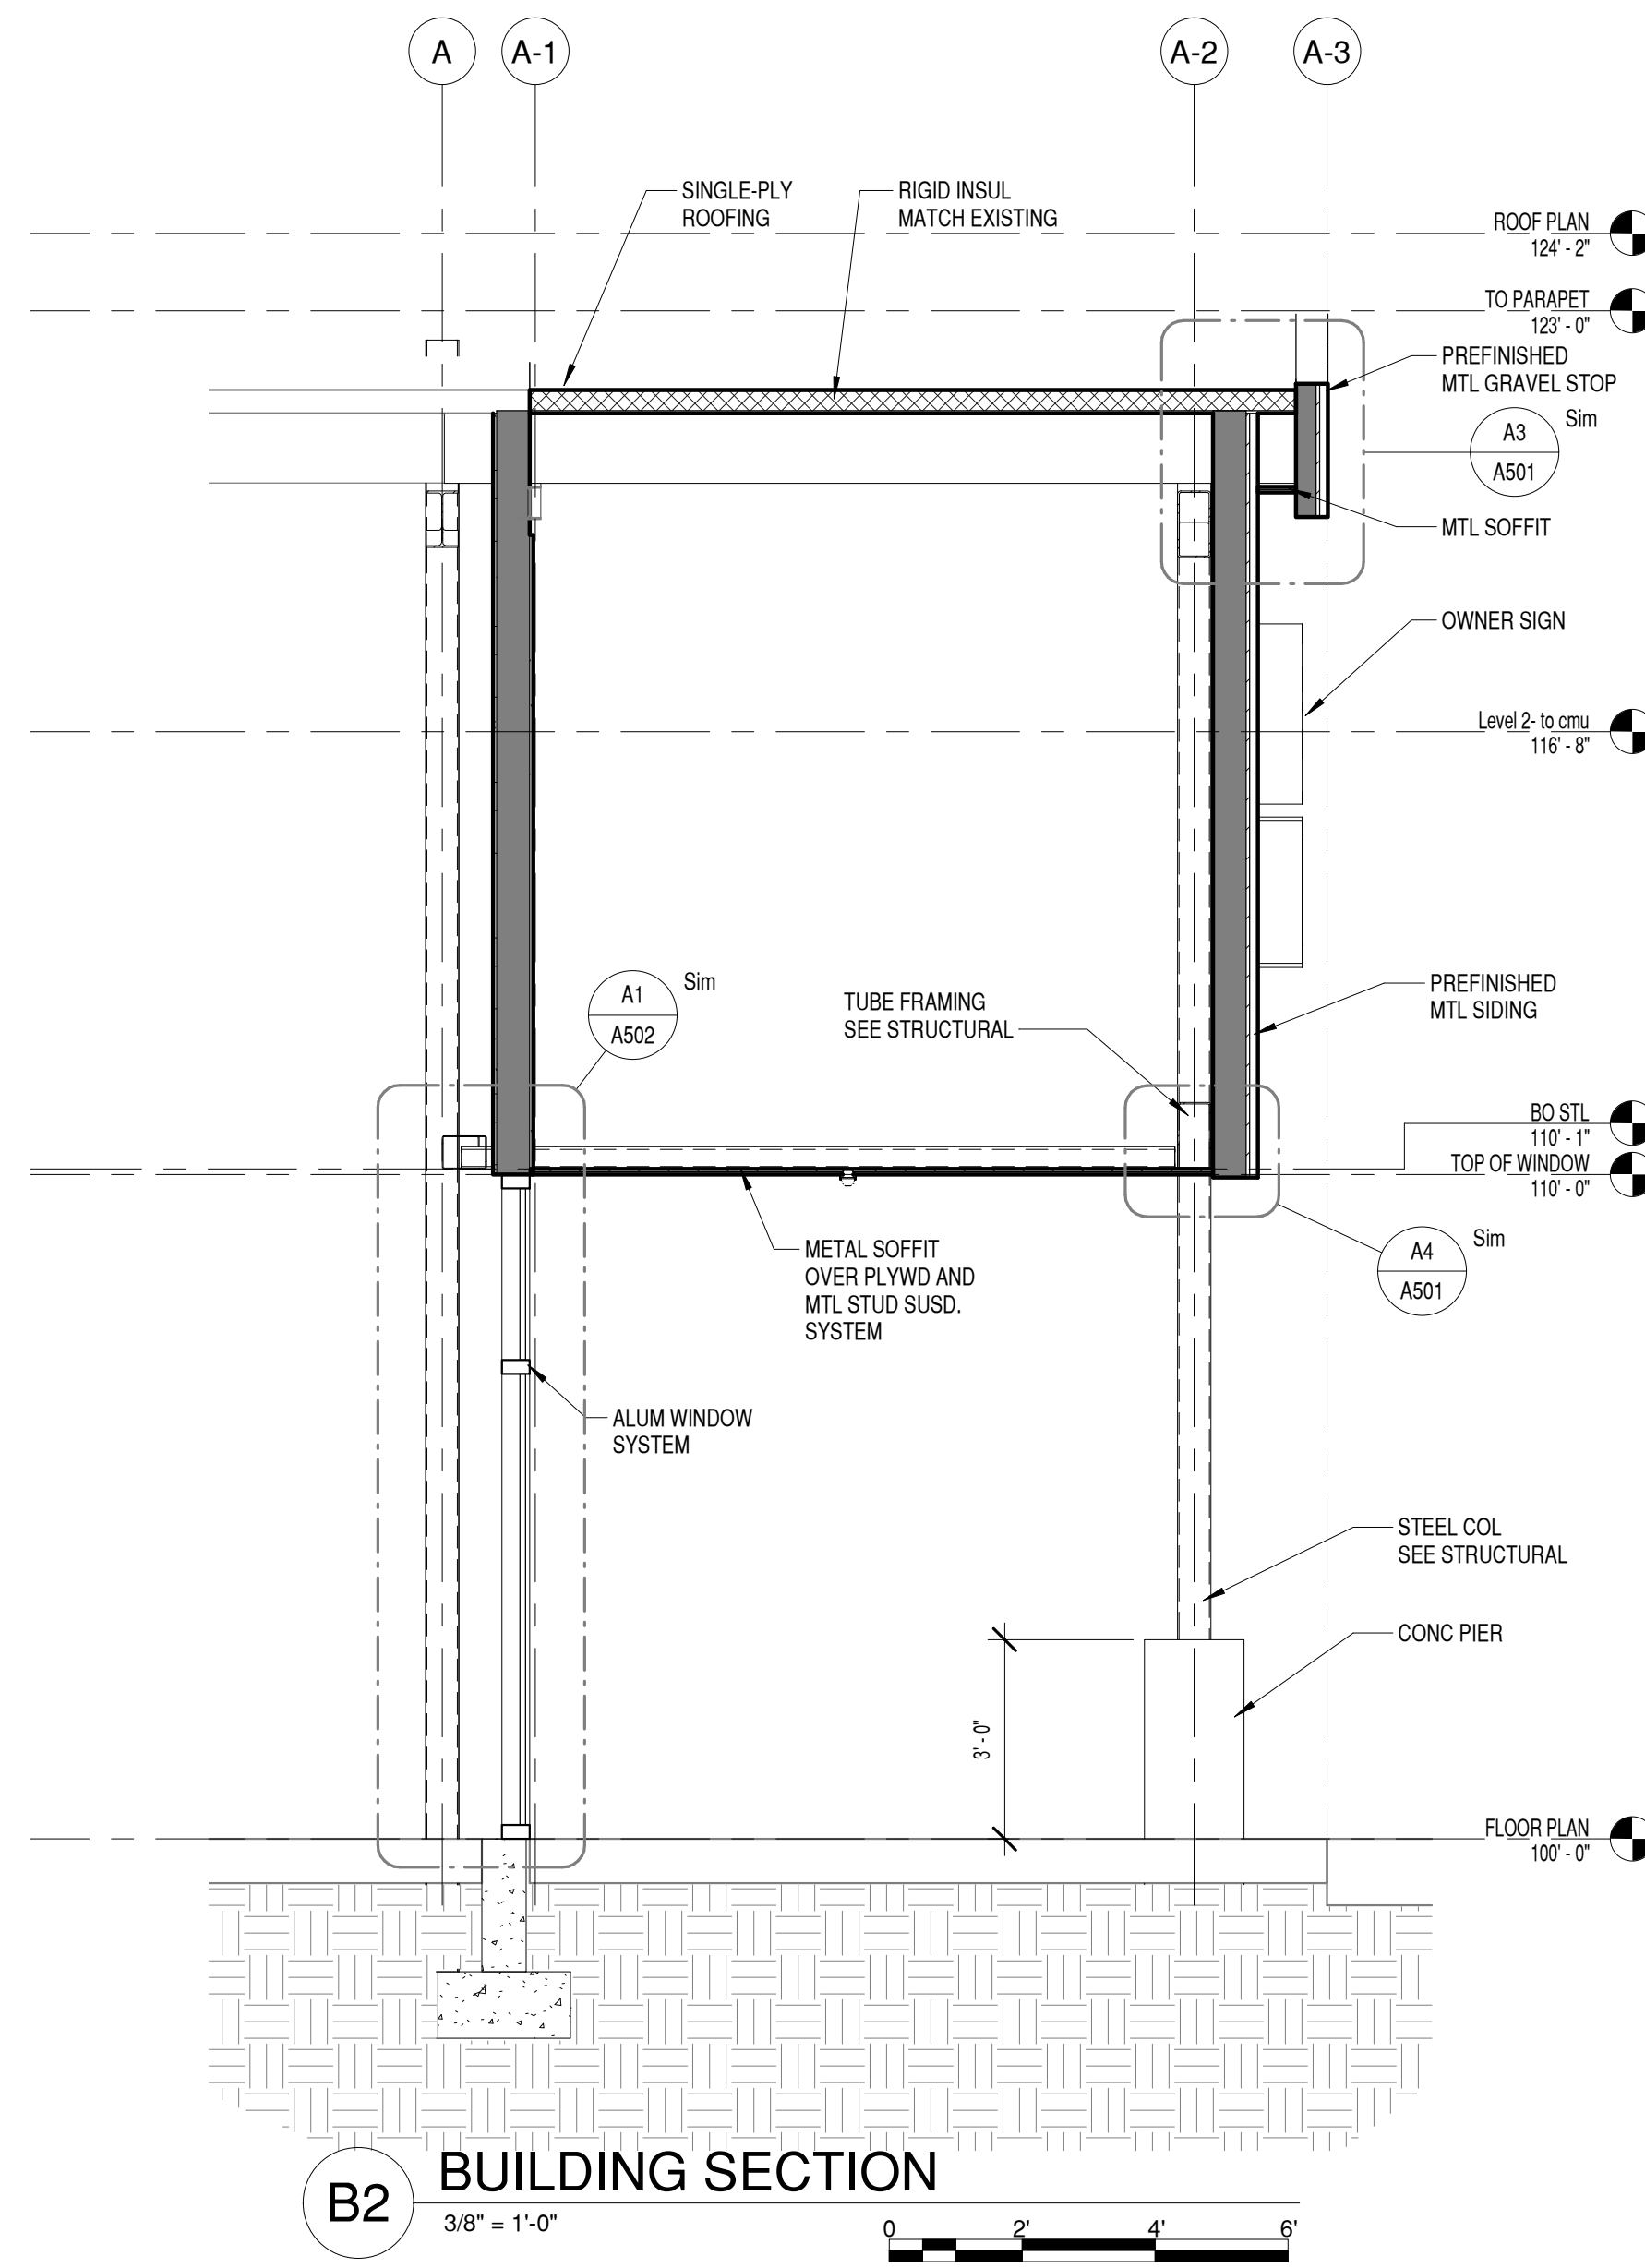 A
A-1
A-2
A-3
SINGLE-PLY
ROOFING
RIGID INSUL
MATCH EXISTING
ROOF PLAN
124' - 2"
TO PARAPET
123' - 0"
PREFINISHED
MTL GRAVEL STOP
A3
A501
Sim
MTL SOFFIT
OWNER SIGN
Level 2- to cmu
116' - 8"
A1
A502
Sim
TUBE FRAMING
SEE STRUCTURAL
PREFINISHED
MTL SIDING
BO STL
110' - 1"
TOP OF WINDOW
110' - 0"
METAL SOFFIT
OVER PLYWD AND
MTL STUD SUSD.
SYSTEM
A4
A501
Sim
ALUM WINDOW
SYSTEM
STEEL COL
SEE STRUCTURAL
CONC PIER
3' - 0"
FLOOR PLAN
100' - 0"
B2
BUILDING SECTION
3/8" = 1'-0"
0 2' 4' 6'